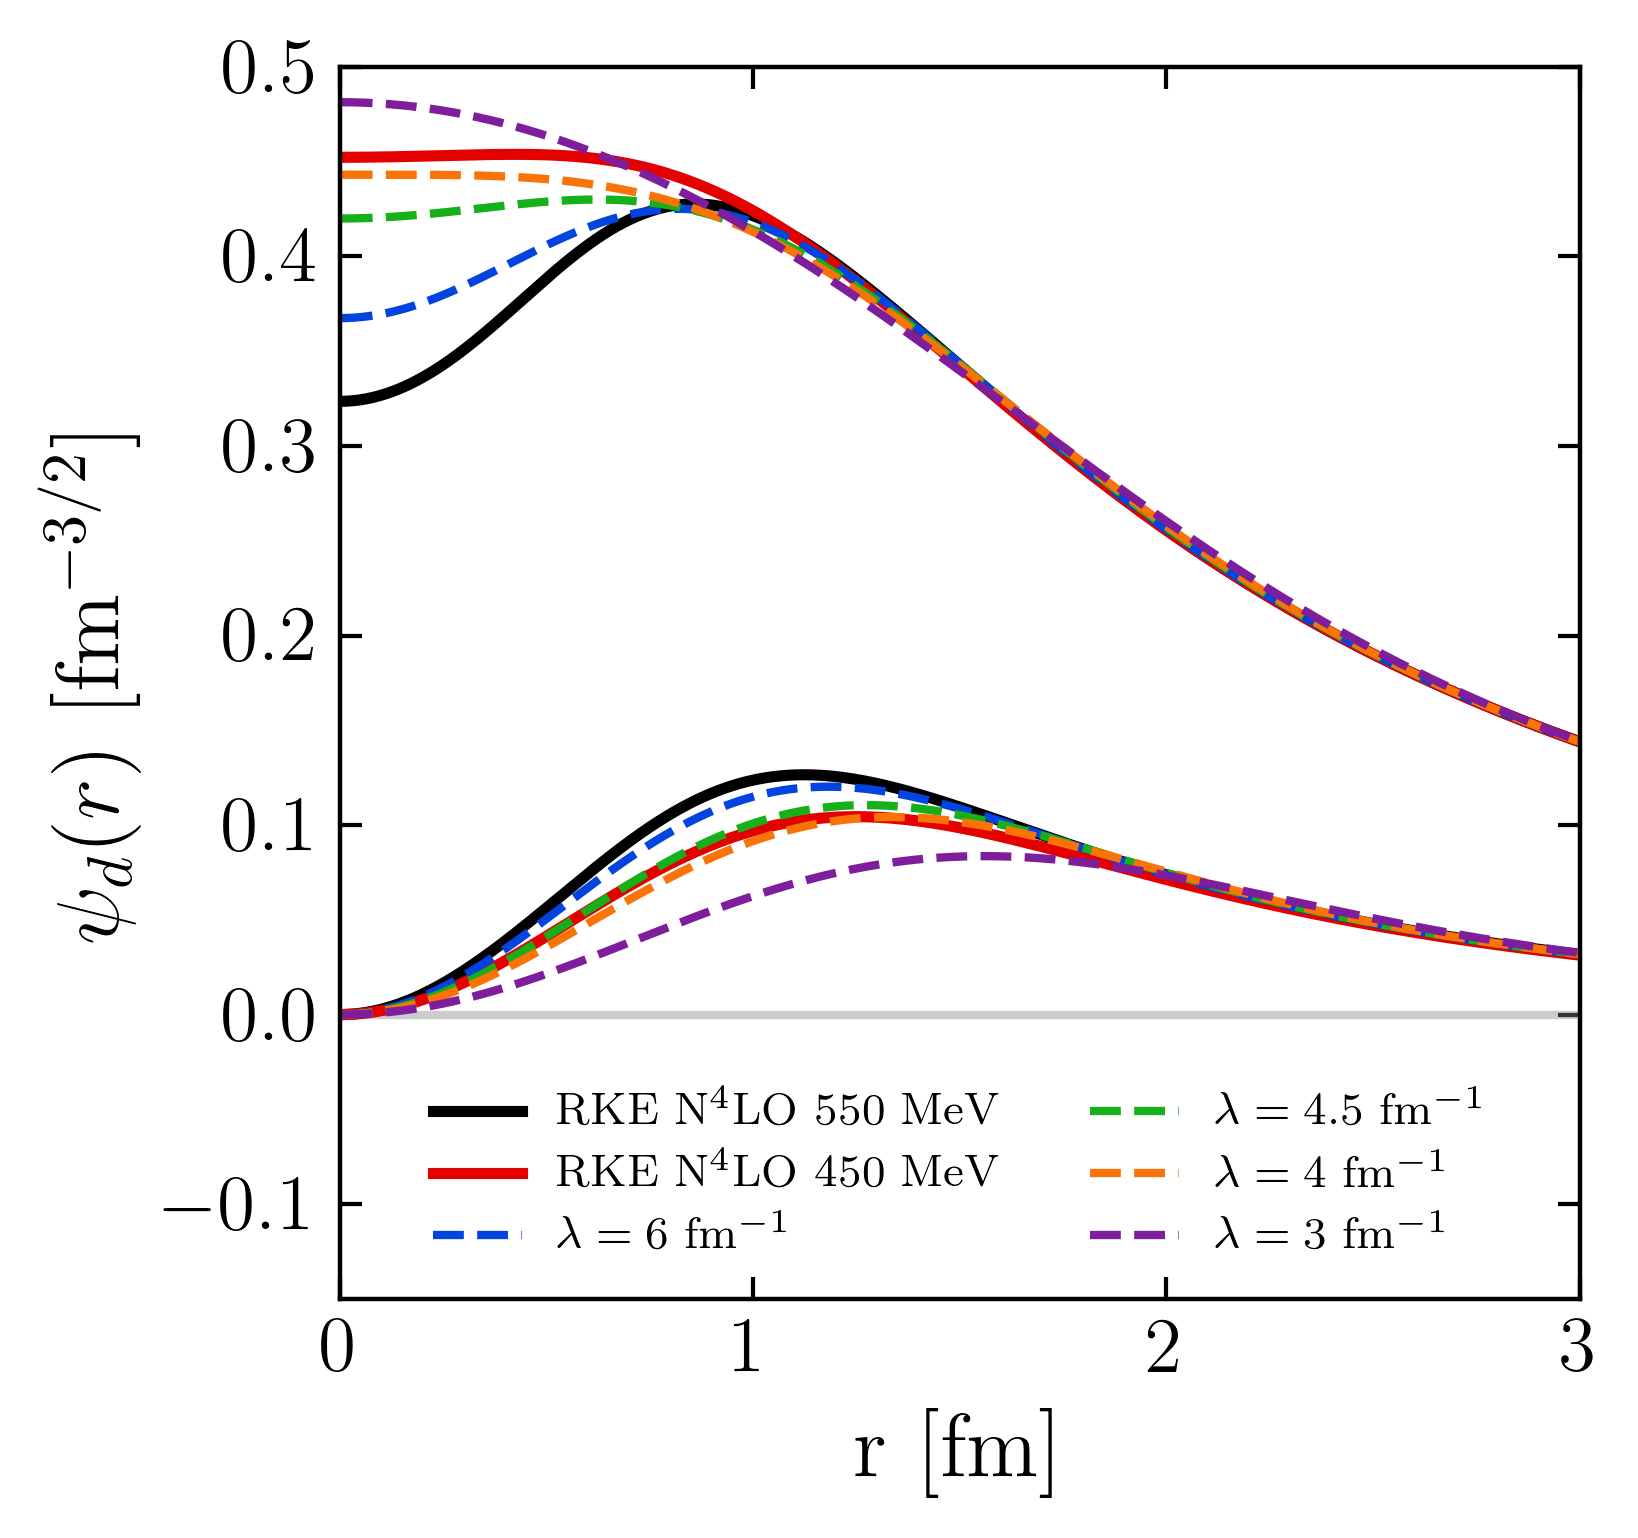 0.5
0.4
0.3
0.2
0.1
0.0
−0.1
ψ_d(r) [fm^{−3/2}]
RKE N⁴LO 550 MeV
RKE N⁴LO 450 MeV
λ = 6 fm⁻¹
λ = 4.5 fm⁻¹
λ = 4 fm⁻¹
λ = 3 fm⁻¹
0 1 2 3
r [fm]